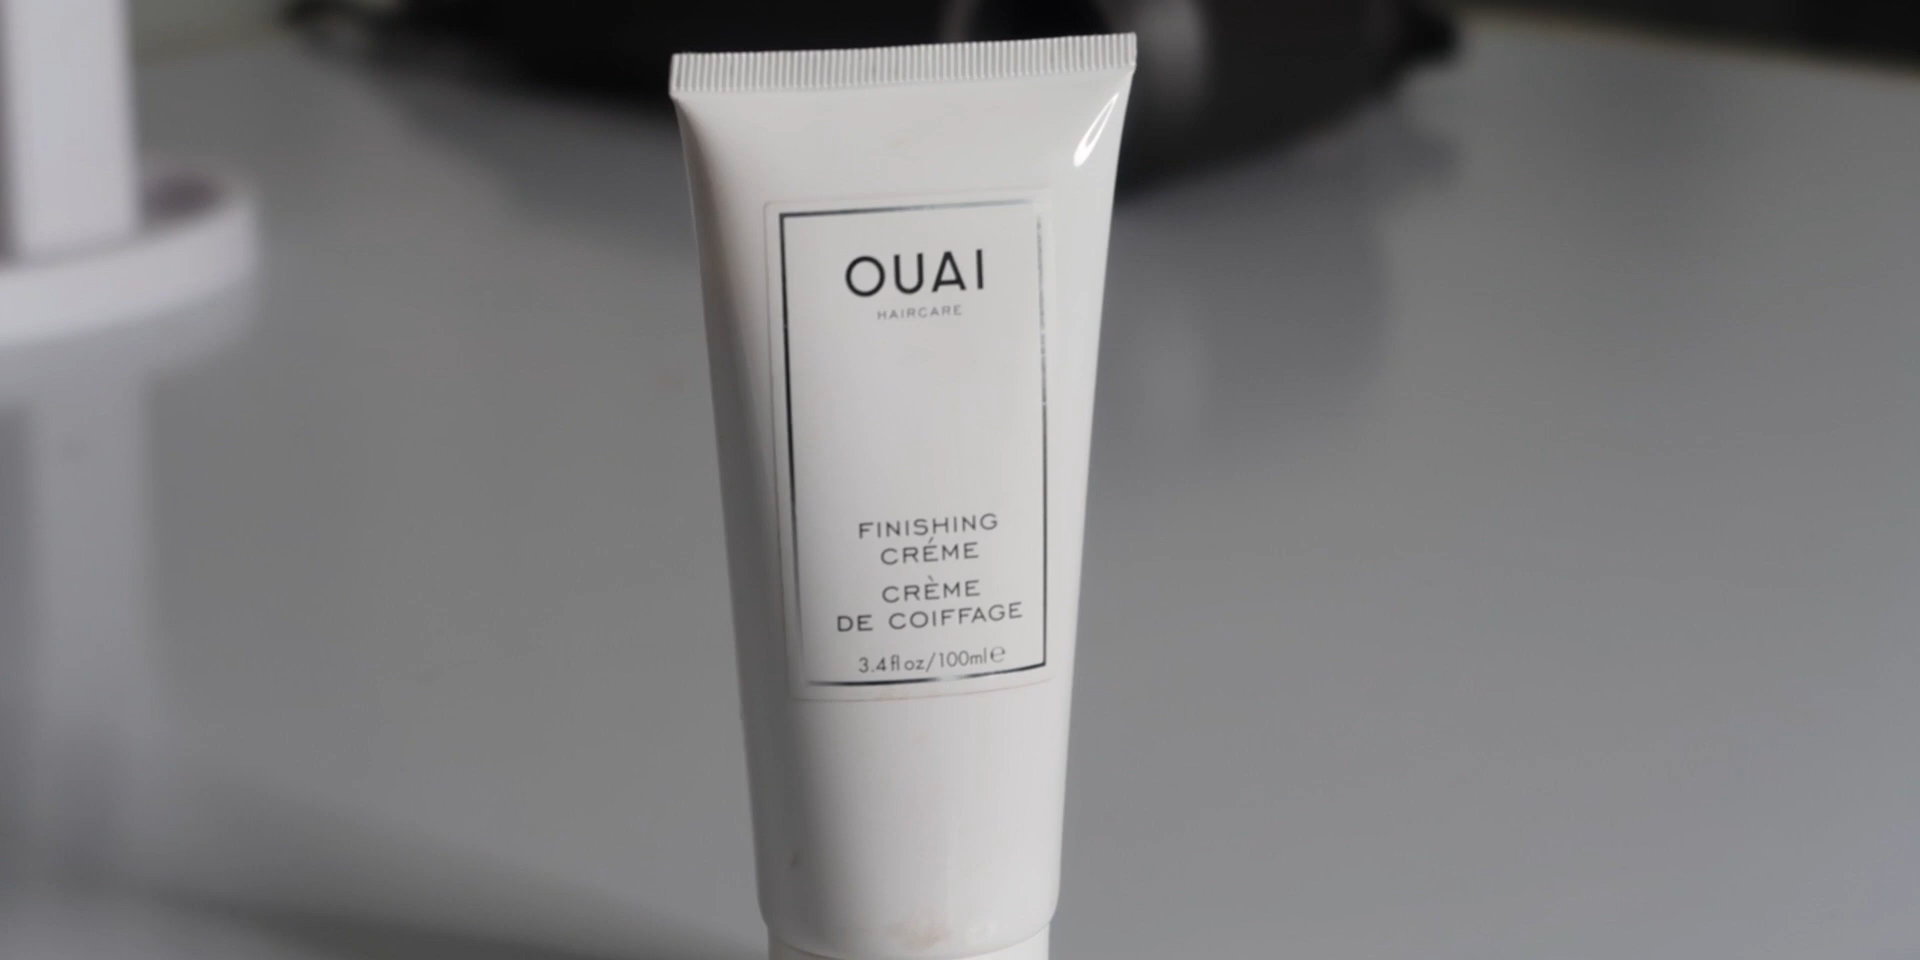 OUAI
HAIRCARE
FINISHING
CRÉME
CRÈME
DE COIFFAGE
3.4 fl oz/100ml ℮